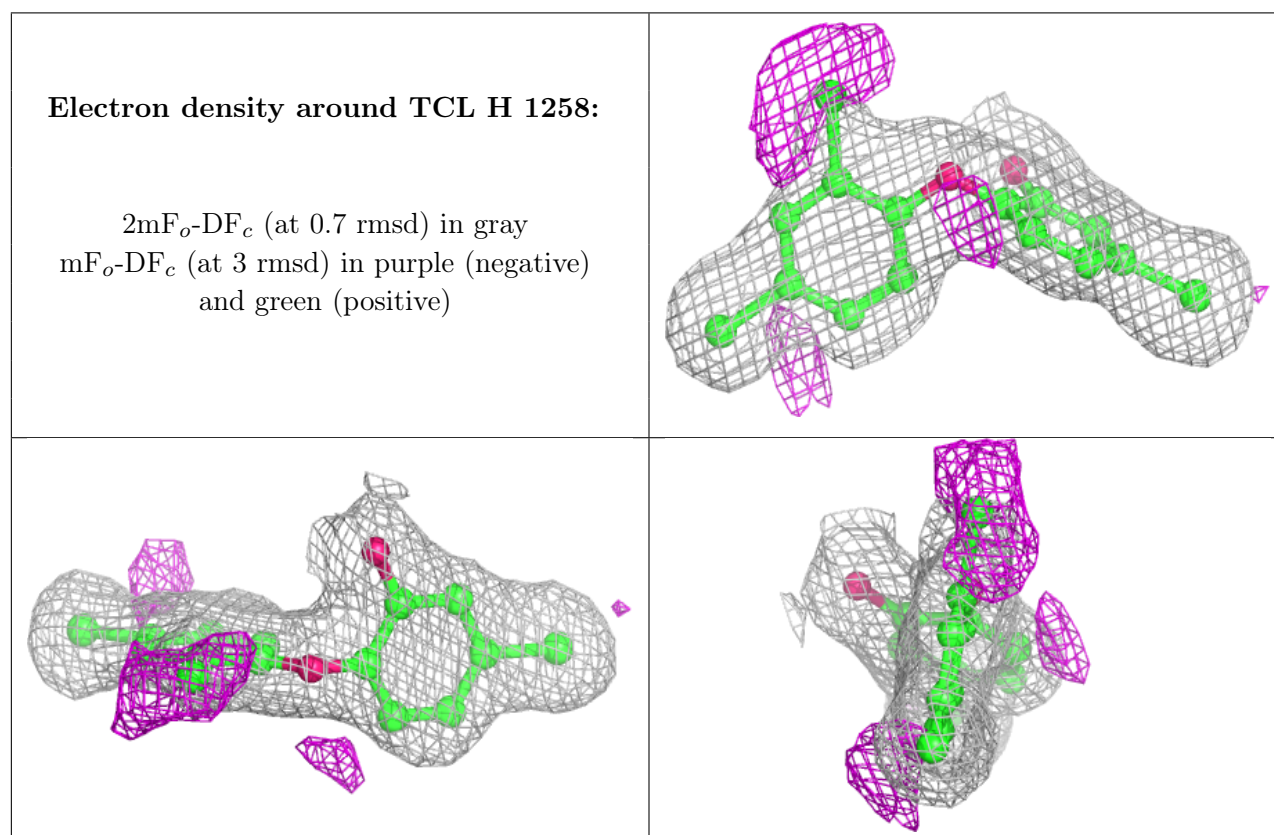 Electron density around TCL H 1258:
2mFₒ-DF𝒸 (at 0.7 rmsd) in gray
mFₒ-DF𝒸 (at 3 rmsd) in purple (negative)
and green (positive)